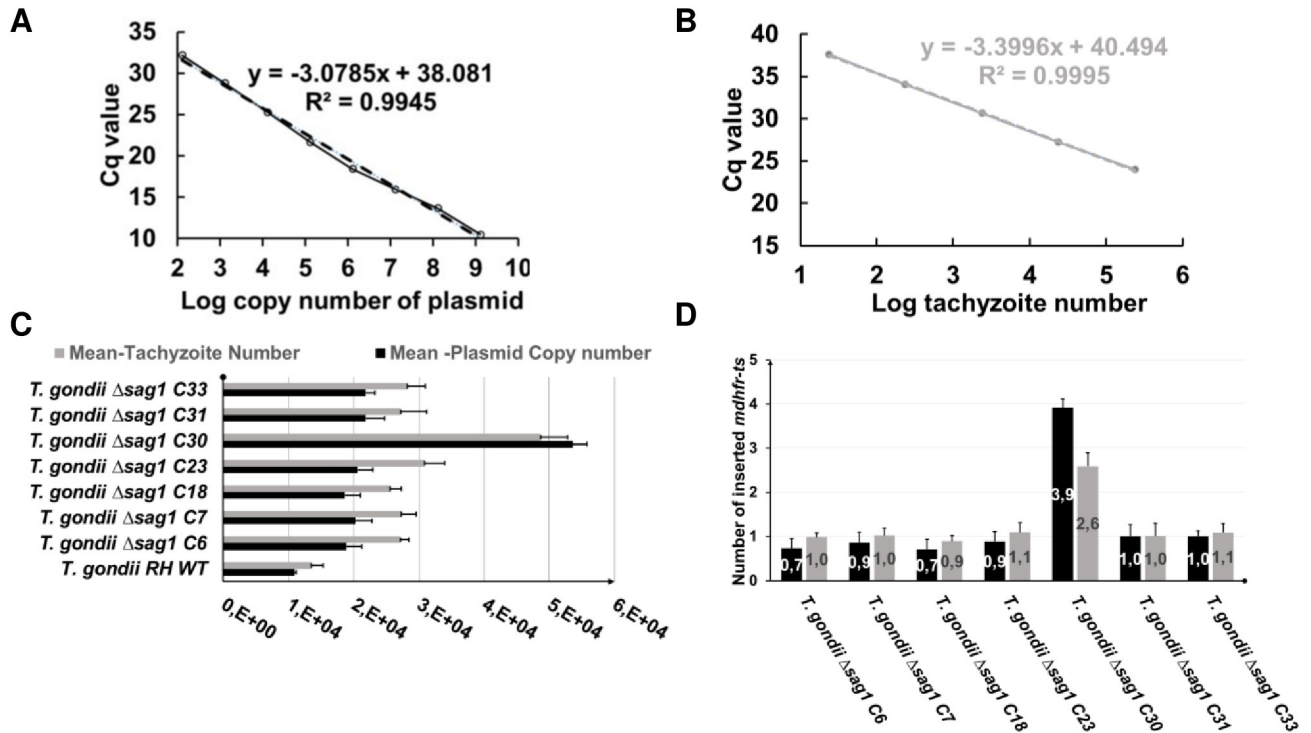 A
35
30
25
20
15
10
Cq value
y = -3.0785x + 38.081
R² = 0.9945
2 3 4 5 6 7 8 9 10
Log copy number of plasmid
B
40
35
30
25
20
15
Cq value
y = -3.3996x + 40.494
R² = 0.9995
1 2 3 4 5 6
Log tachyzoite number
C
Mean-Tachyzoite Number
Mean -Plasmid Copy number
T. gondii Δsag1 C33
T. gondii Δsag1 C31
T. gondii Δsag1 C30
T. gondii Δsag1 C23
T. gondii Δsag1 C18
T. gondii Δsag1 C7
T. gondii Δsag1 C6
T. gondii RH WT
0,E+00 1,E+04 2,E+04 3,E+04 4,E+04 5,E+04 6,E+04
D
5
4
3
2
1
0
Number of inserted mdhfr-ts
0,7 1,0 0,9 1,0 0,7 0,9 0,9 1,1 3,9 2,6 1,0 1,0 1,0 1,1
T. gondii Δsag1 C6
T. gondii Δsag1 C7
T. gondii Δsag1 C18
T. gondii Δsag1 C23
T. gondii Δsag1 C30
T. gondii Δsag1 C31
T. gondii Δsag1 C33